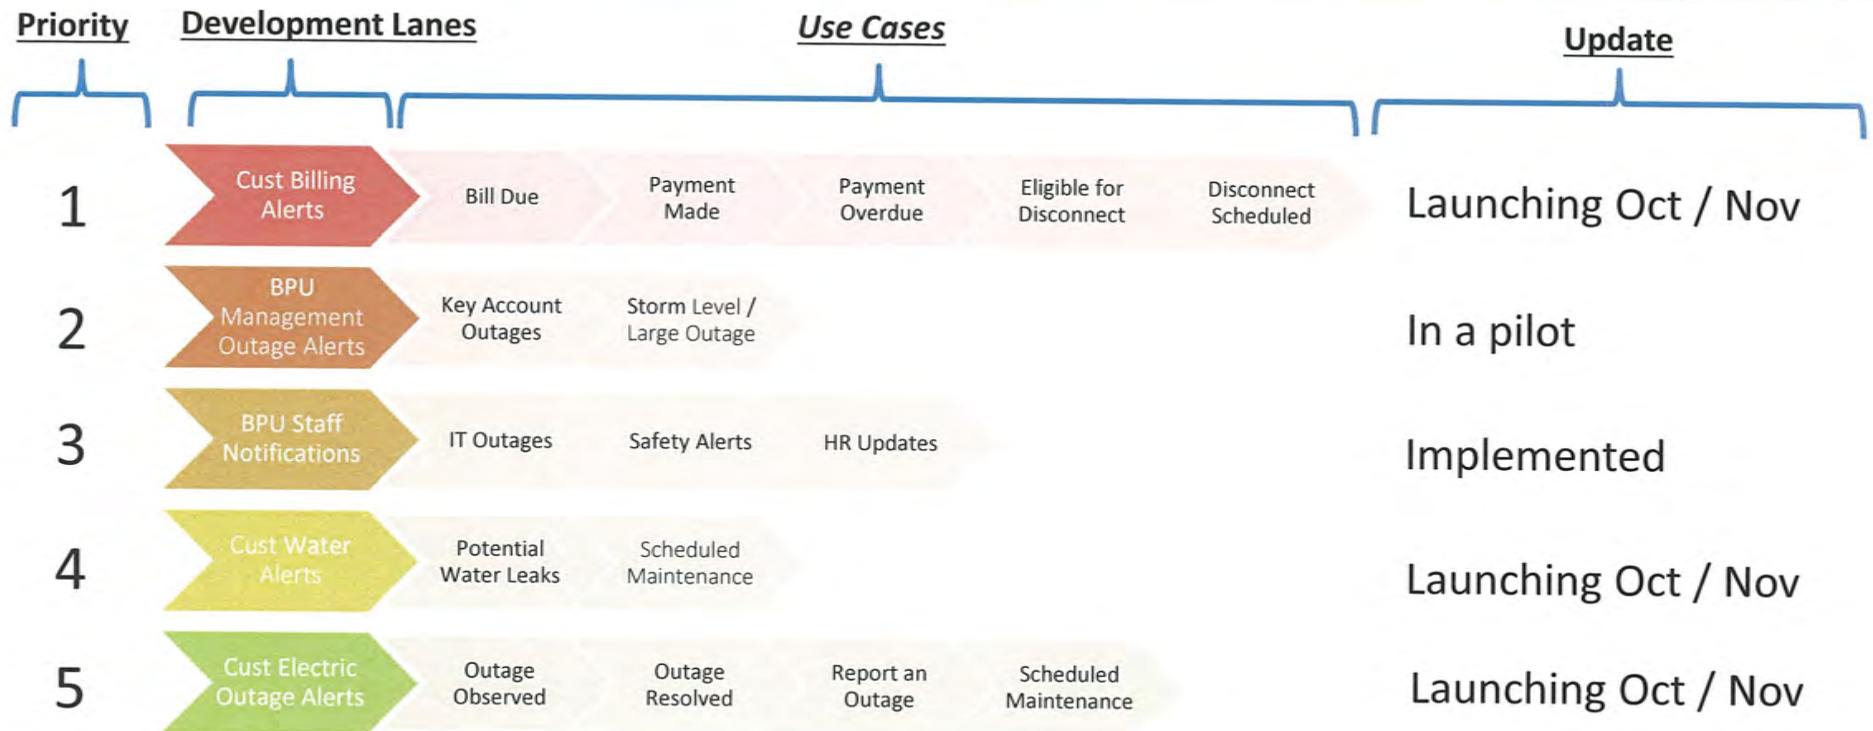 Priority
Development Lanes
Use Cases
Update
1
Cust Billing
Alerts
Bill Due
Payment
Made
Payment
Overdue
Eligible for
Disconnect
Disconnect
Scheduled
Launching Oct / Nov
2
BPU
Management
Outage Alerts
Key Account
Outages
Storm Level /
Large Outage
In a pilot
3
BPU Staff
Notifications
IT Outages
Safety Alerts
HR Updates
Implemented
4
Cust Water
Alerts
Potential
Water Leaks
Scheduled
Maintenance
Launching Oct / Nov
5
Cust Electric
Outage Alerts
Outage
Observed
Outage
Resolved
Report an
Outage
Scheduled
Maintenance
Launching Oct / Nov